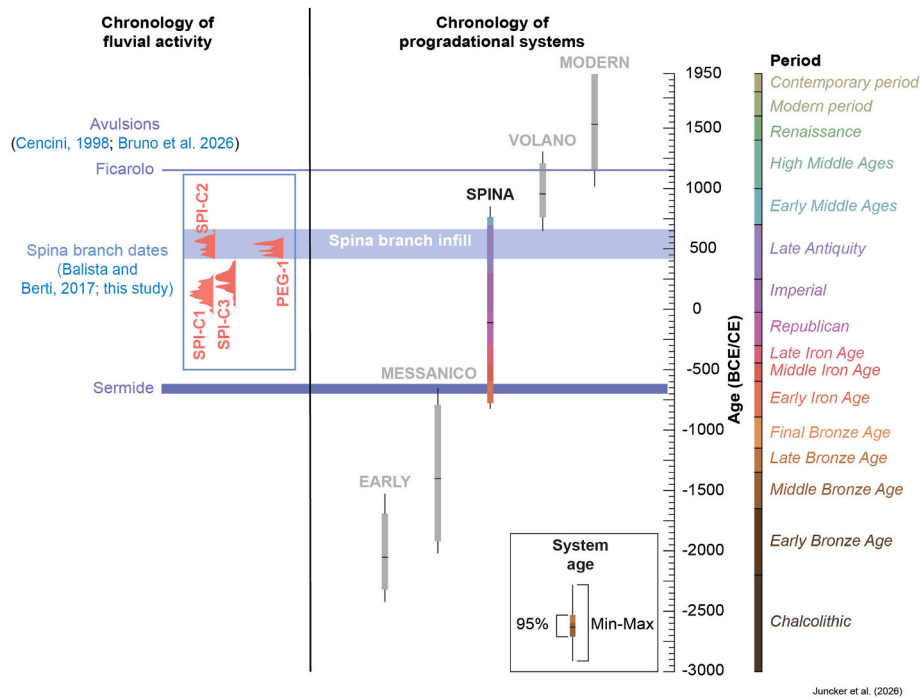 Chronology of
fluvial activity
Chronology of
progradational systems
Period
MODERN
1950
Contemporary period
Modern period
Avulsions
(Cencini, 1998; Bruno et al. 2026)
VOLANO
1500
Renaissance
Ficarolo
High Middle Ages
SPINA
1000
Early Middle Ages
SPI-C2
Spina branch infill
Spina branch dates
(Balista and
Berti, 2017; this study)
500
Late Antiquity
PEG-1
SPI-C1
SPI-C3
0
Imperial
Republican
Age (BCE/CE)
Late Iron Age
-500
Middle Iron Age
MESSANICO
Sermide
Early Iron Age
-1000
Final Bronze Age
Late Bronze Age
EARLY
-1500
Middle Bronze Age
-2000
Early Bronze Age
System
age
95%
Min-Max
-2500
Chalcolithic
-3000
Juncker et al. (2026)